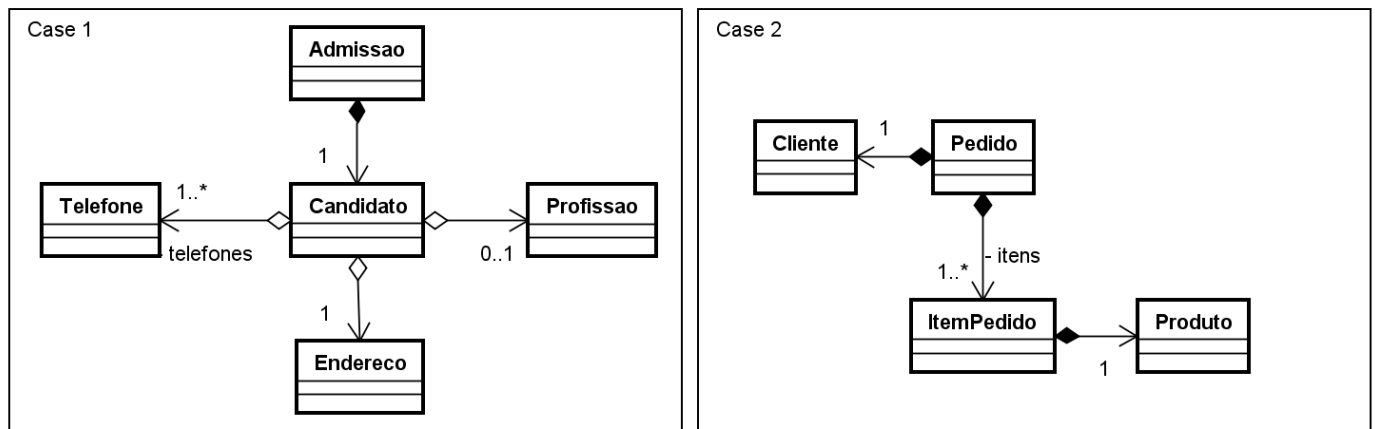 Case 1
Admissao
1
Telefone
1..*
- telefones
Candidato
Profissao
0..1
1
Endereco
Case 2
Cliente
1
Pedido
- itens
1..*
ItemPedido
Produto
1